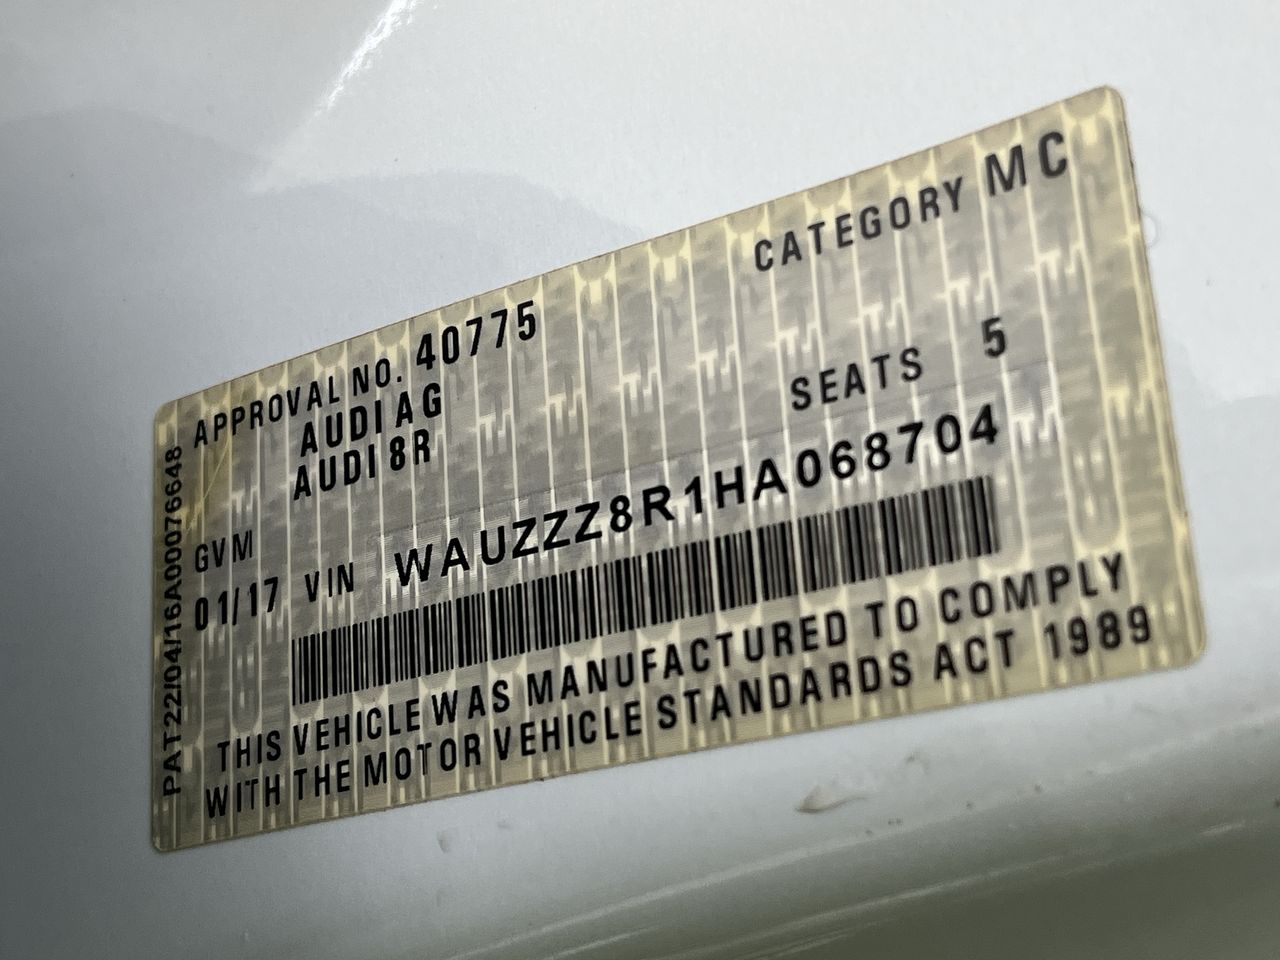 APPROVAL NO. 40775 CATEGORY MC
AUDI AG
AUDI 8R SEATS 5
GVM
01/17 VIN WAUZZZ8R1HA068704
THIS VEHICLE WAS MANUFACTURED TO COMPLY
WITH THE MOTOR VEHICLE STANDARDS ACT 1989
PAT22/04/16A00076648